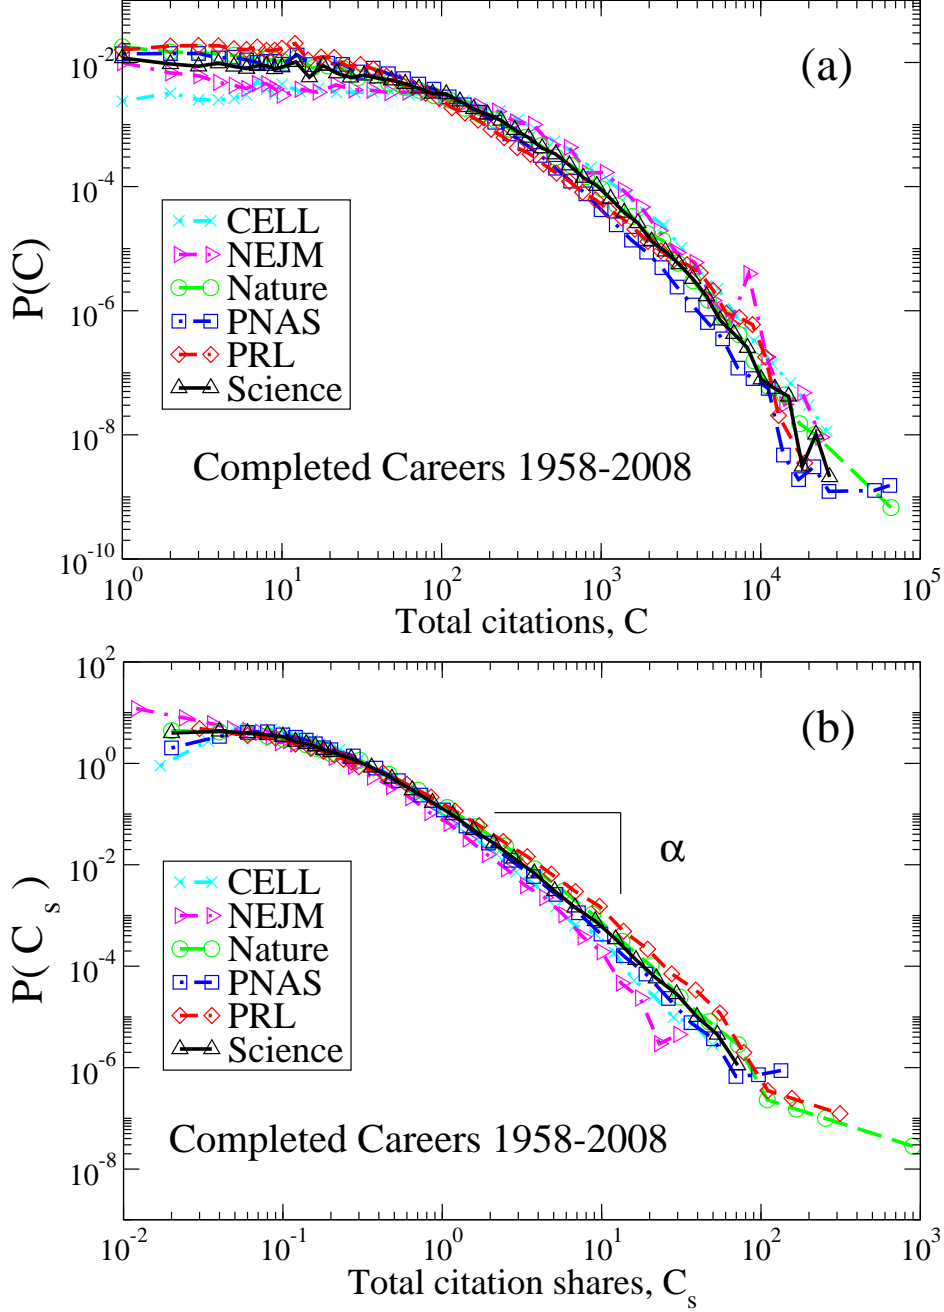 10^-2
(a)
10^-4
P(C)
CELL
NEJM
Nature
PNAS
PRL
Science
10^-6
10^-8
Completed Careers 1958-2008
10^-10
10^0 10^1 10^2 10^3 10^4 10^5
Total citations, C
10^2
(b)
10^0
α
10^-2
P(C_s)
CELL
NEJM
Nature
PNAS
PRL
Science
10^-4
10^-6
Completed Careers 1958-2008
10^-8
10^-2 10^-1 10^0 10^1 10^2 10^3
Total citation shares, C_s